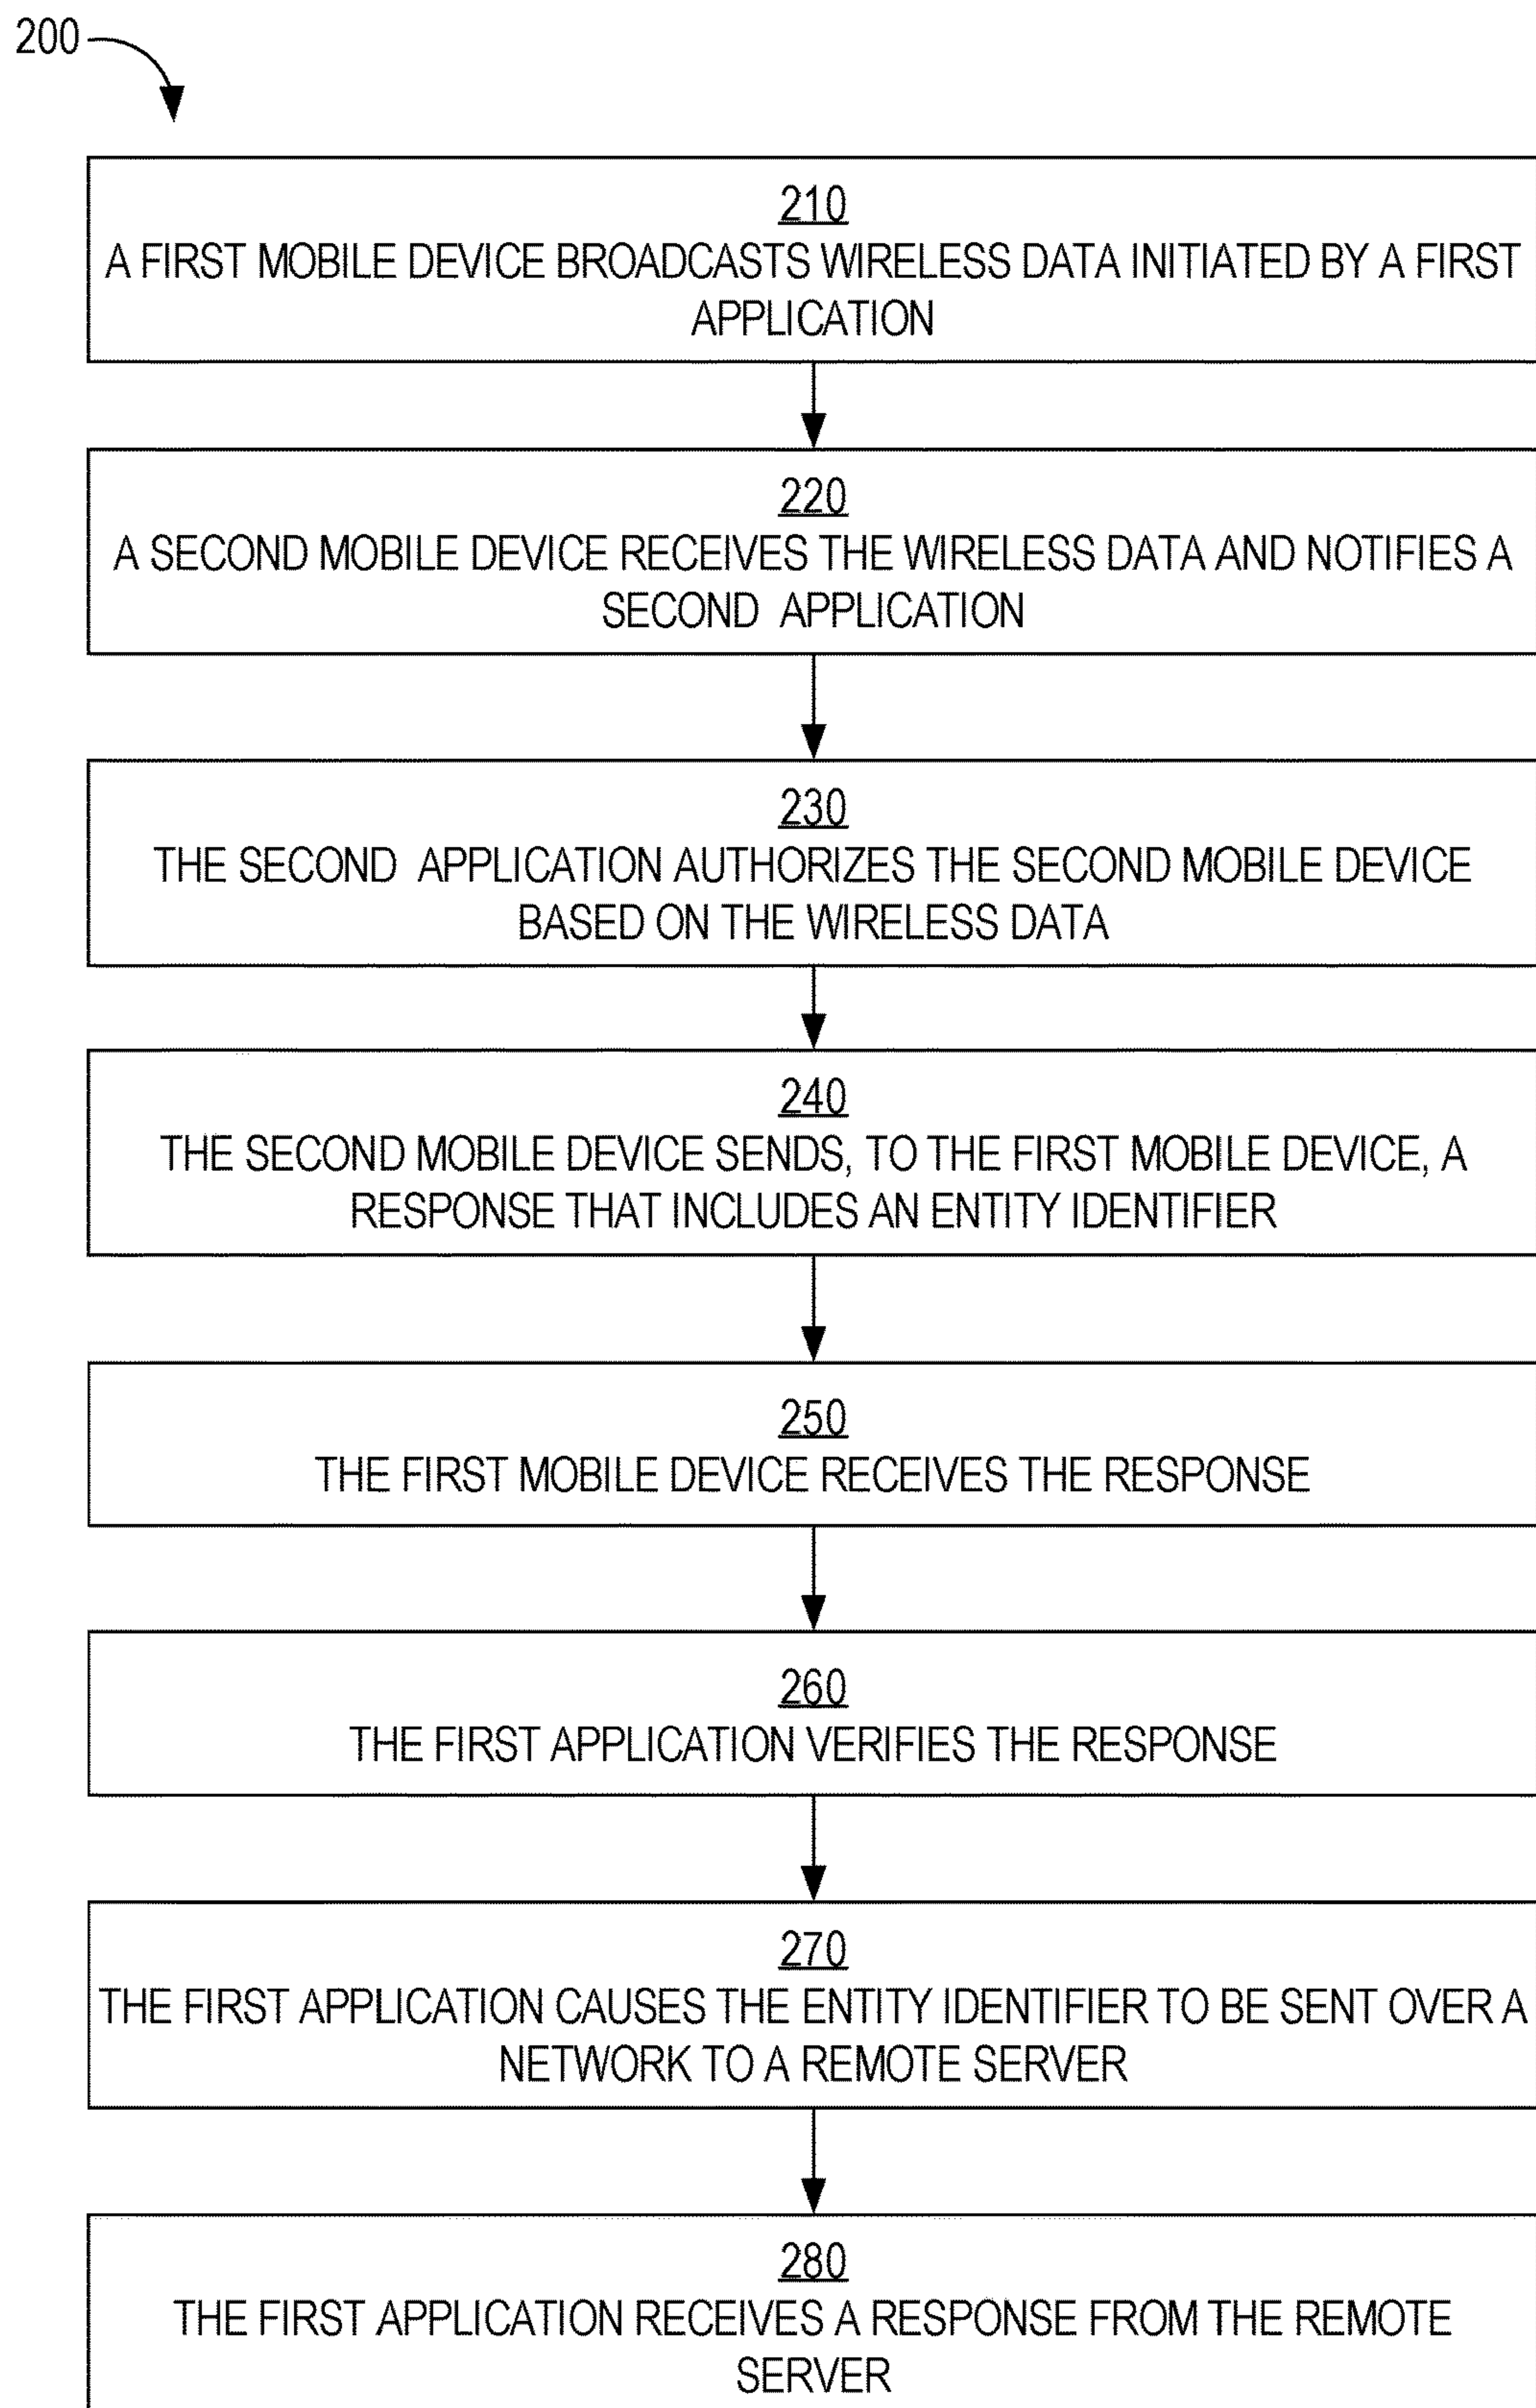 200
210
A FIRST MOBILE DEVICE BROADCASTS WIRELESS DATA INITIATED BY A FIRST
APPLICATION
220
A SECOND MOBILE DEVICE RECEIVES THE WIRELESS DATA AND NOTIFIES A
SECOND APPLICATION
230
THE SECOND APPLICATION AUTHORIZES THE SECOND MOBILE DEVICE
BASED ON THE WIRELESS DATA
240
THE SECOND MOBILE DEVICE SENDS, TO THE FIRST MOBILE DEVICE, A
RESPONSE THAT INCLUDES AN ENTITY IDENTIFIER
250
THE FIRST MOBILE DEVICE RECEIVES THE RESPONSE
260
THE FIRST APPLICATION VERIFIES THE RESPONSE
270
THE FIRST APPLICATION CAUSES THE ENTITY IDENTIFIER TO BE SENT OVER A
NETWORK TO A REMOTE SERVER
280
THE FIRST APPLICATION RECEIVES A RESPONSE FROM THE REMOTE
SERVER